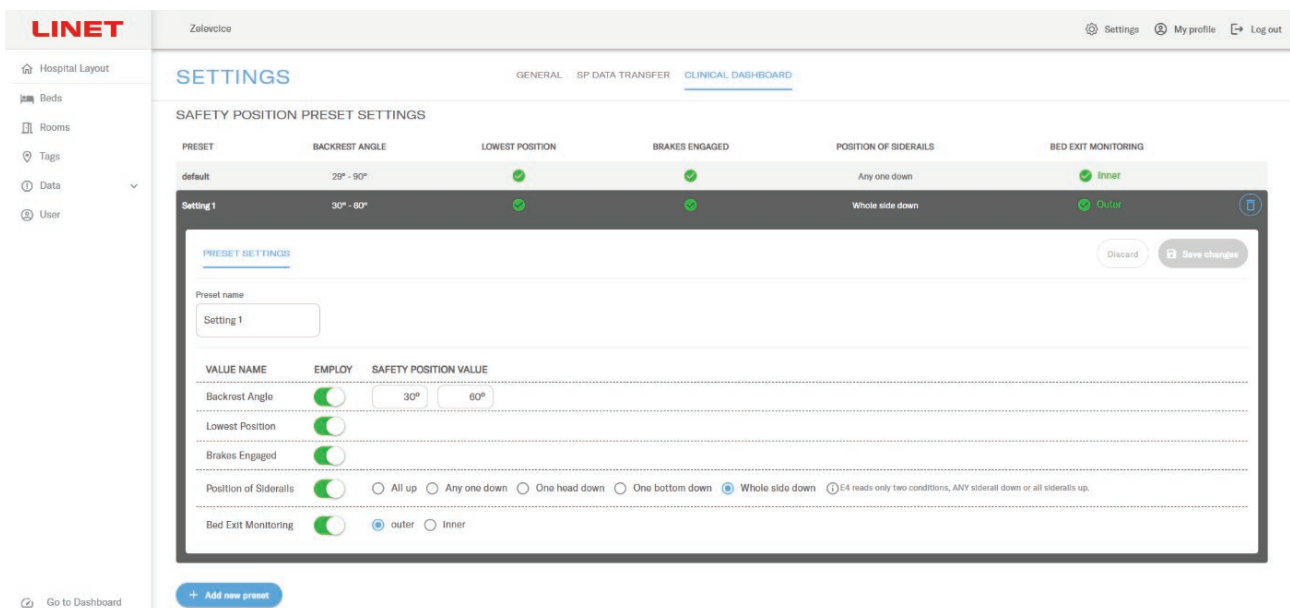 LINET
Zelevcice
Settings My profile Log out
Hospital Layout
Beds
Rooms
Tags
Data
User
Go to Dashboard
SETTINGS
GENERAL SP DATA TRANSFER CLINICAL DASHBOARD
SAFETY POSITION PRESET SETTINGS
PRESET BACKREST ANGLE LOWEST POSITION BRAKES ENGAGED POSITION OF SIDERAILS BED EXIT MONITORING
default 29° - 90° Any one down Inner
Setting 1 30° - 60° Whole side down Outer
PRESET SETTINGS
Discard Save changes
Preset name
Setting 1
VALUE NAME EMPLOY SAFETY POSITION VALUE
Backrest Angle 30° 60°
Lowest Position
Brakes Engaged
Position of Siderails All up Any one down One head down One bottom down Whole side down E4 reads only two conditions, ANY siderail down or all siderails up.
Bed Exit Monitoring outer Inner
+ Add new preset